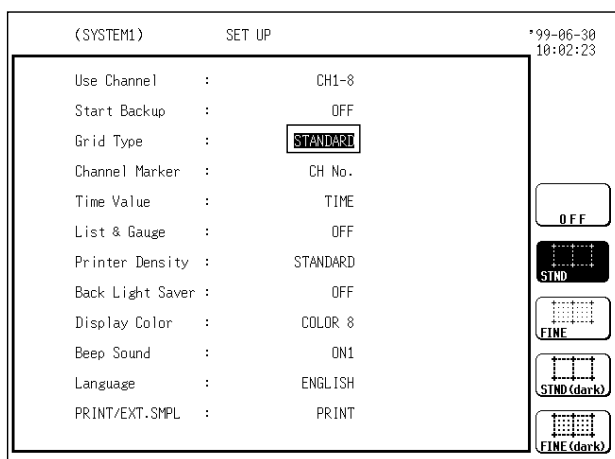 (SYSTEM1) SET UP '99-06-30
10:02:23
Use Channel : CH1-8
Start Backup : OFF
Grid Type : STANDARD
Channel Marker : CH No.
Time Value : TIME
List & Gauge : OFF
Printer Density : STANDARD
Back Light Saver : OFF
Display Color : COLOR 8
Beep Sound : ON1
Language : ENGLISH
PRINT/EXT.SMPL : PRINT
OFF
STND
FINE
STND(dark)
FINE(dark)